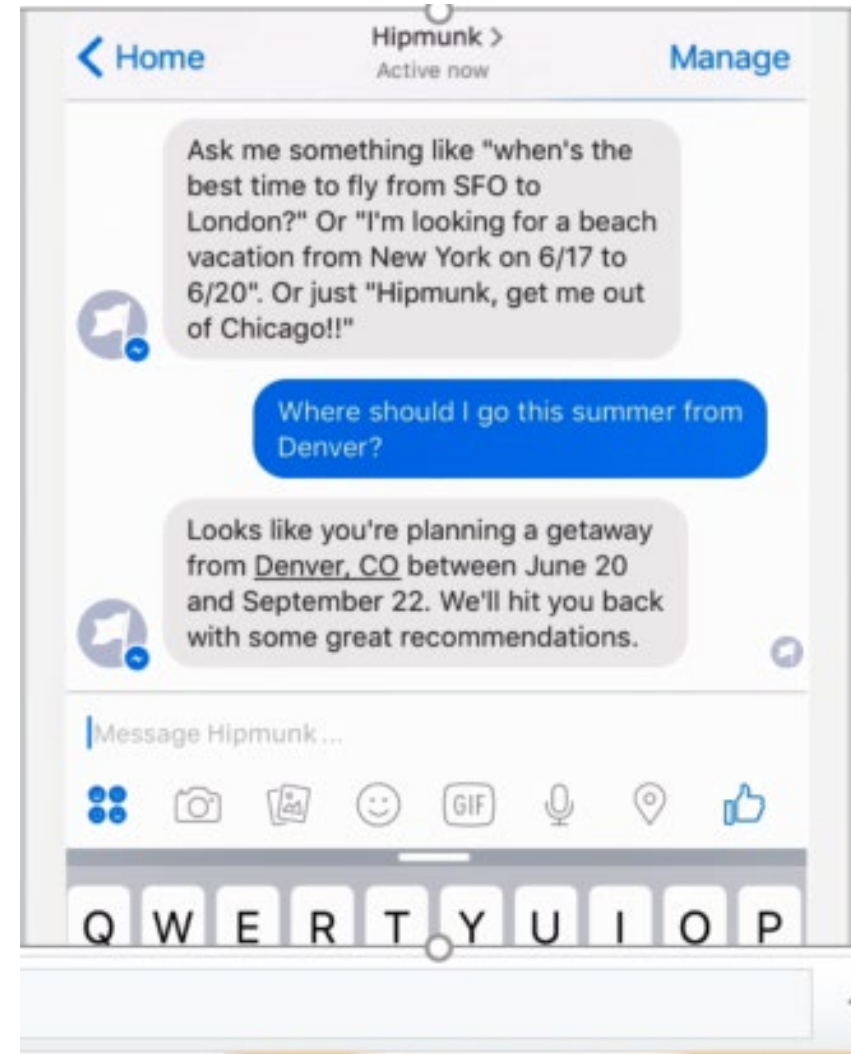 Home
Hipmunk >
Manage
Active now
Ask me something like "when's the
best time to fly from SFO to
London?" Or "I'm looking for a beach
vacation from New York on 6/17 to
6/20". Or just "Hipmunk, get me out
of Chicago!!"
Where should I go this summer from
Denver?
Looks like you're planning a getaway
from Denver, CO between June 20
and September 22. We'll hit you back
with some great recommendations.
Message Hipmunk...
GIF
Q W E R T Y U I O P